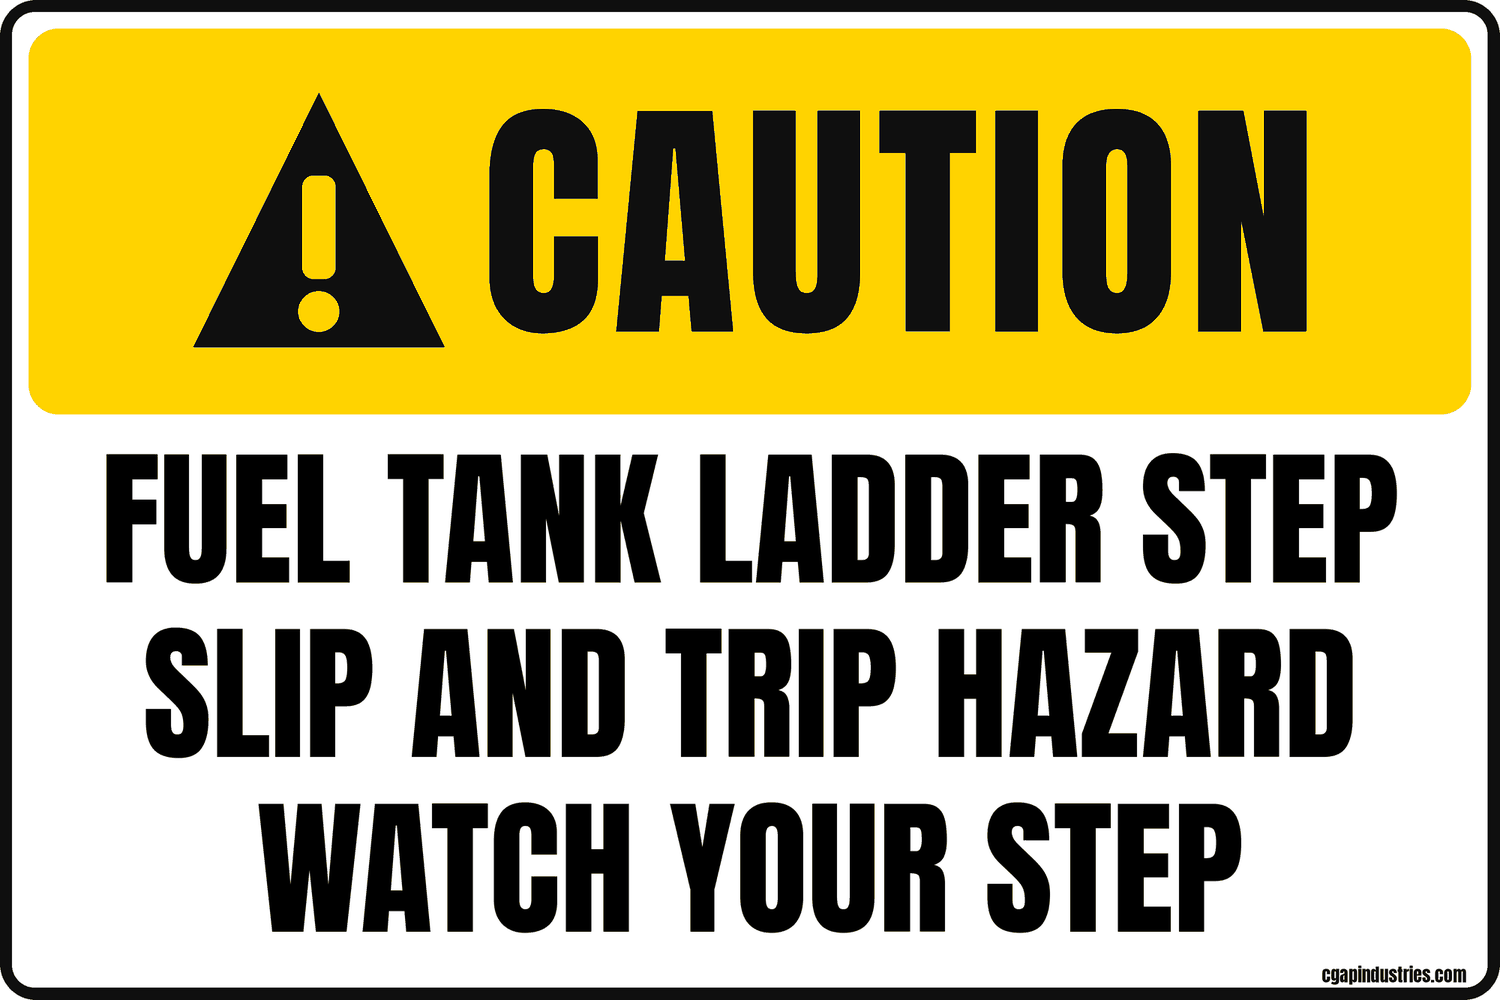 CAUTION
FUEL TANK LADDER STEP
SLIP AND TRIP HAZARD
WATCH YOUR STEP
cgapindustries.com